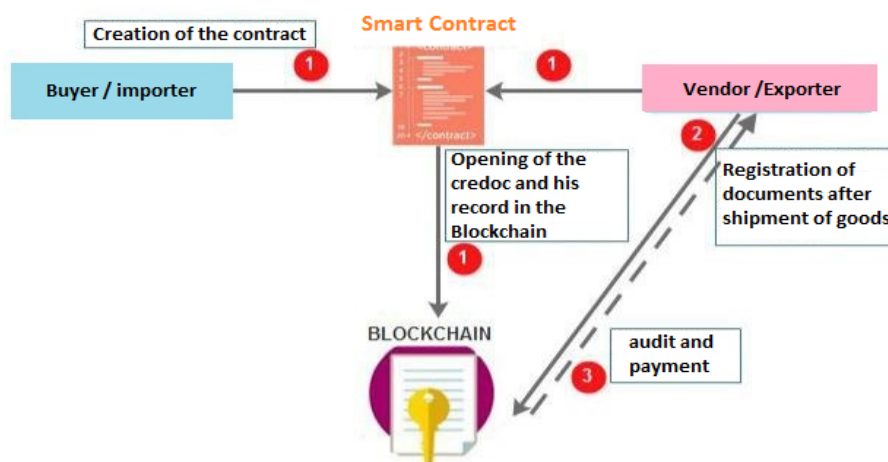 Smart Contract
Creation of the contract
1
1
Buyer / importer
Vendor /Exporter
</contract>
2
Opening of the
credoc and his
record in the
Blockchain
Registration of
documents after
shipment of goods
1
BLOCKCHAIN
audit and
payment
3